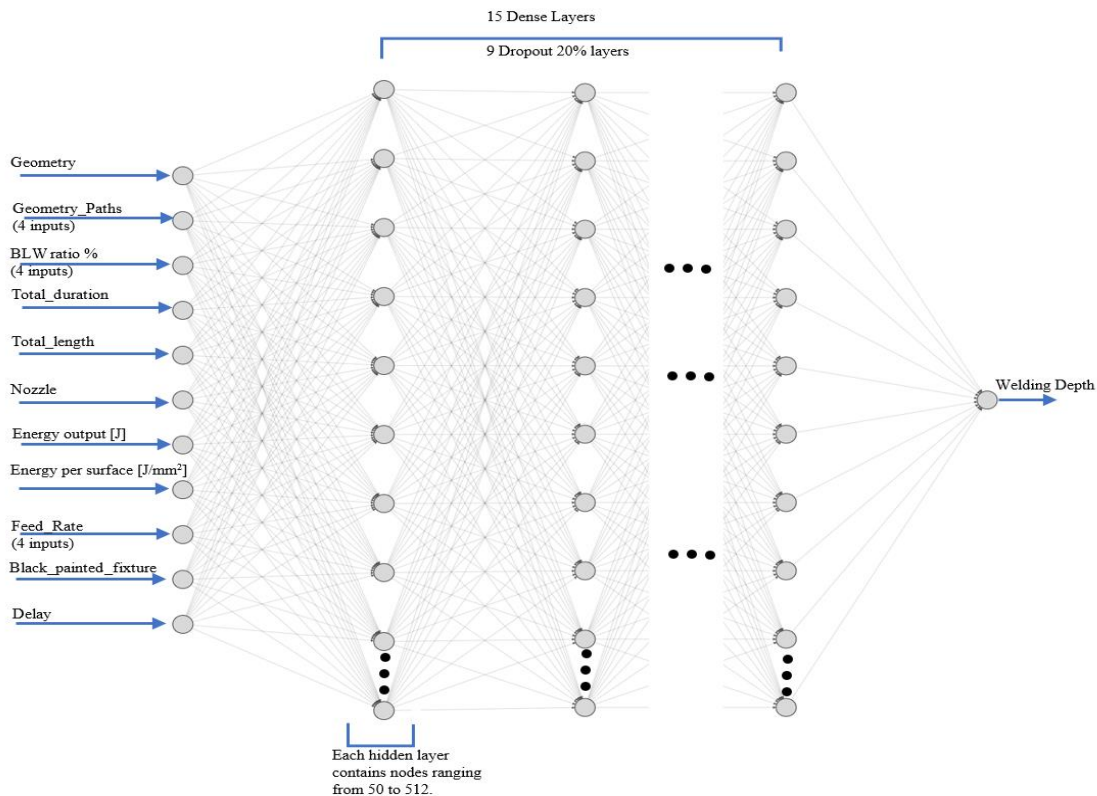 15 Dense Layers
9 Dropout 20% layers
Geometry
Geometry_Paths
(4 inputs)
BLW ratio %
(4 inputs)
Total_duration
Total_length
Nozzle
Energy output [J]
Energy per surface [J/mm²]
Feed_Rate
(4 inputs)
Black_painted_fixture
Delay
Welding Depth
Each hidden layer
contains nodes ranging
from 50 to 512.